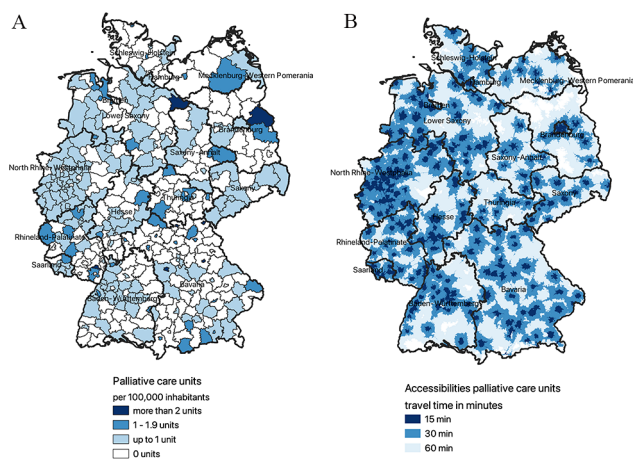 A
Schleswig-Holstein
Hamburg
Mecklenburg-Western Pomerania
Bremen
Lower Saxony
Brandenburg
Saxony-Anhalt
North Rhine-Westphalia
Saxony
Thuringia
Hesse
Rhineland-Palatinate
Saarland
Bavaria
Baden-Württemberg
Palliative care units
per 100,000 inhabitants
more than 2 units
1 - 1.9 units
up to 1 unit
0 units
B
Schleswig-Holstein
Hamburg
Mecklenburg-Western Pomerania
Bremen
Lower Saxony
Brandenburg
Saxony-Anhalt
North Rhine-Westphalia
Saxony
Thuringia
Hesse
Rhineland-Palatinate
Saarland
Bavaria
Baden-Württemberg
Accessibilities palliative care units
travel time in minutes
15 min
30 min
60 min